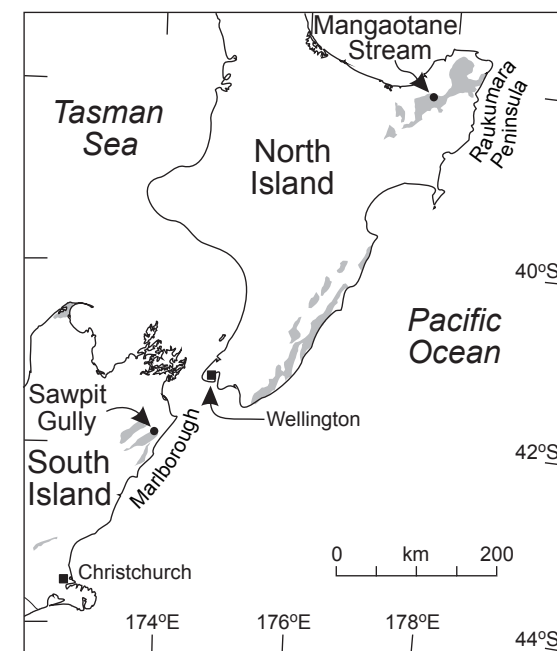 Mangaotane
Stream
Tasman
Sea
North
Island
Raukumara
Peninsula
40ºS
Pacific
Ocean
Sawpit
Gully
Wellington
Marlborough
South
Island
42ºS
0 km 200
Christchurch
174ºE 176ºE 178ºE
44ºS